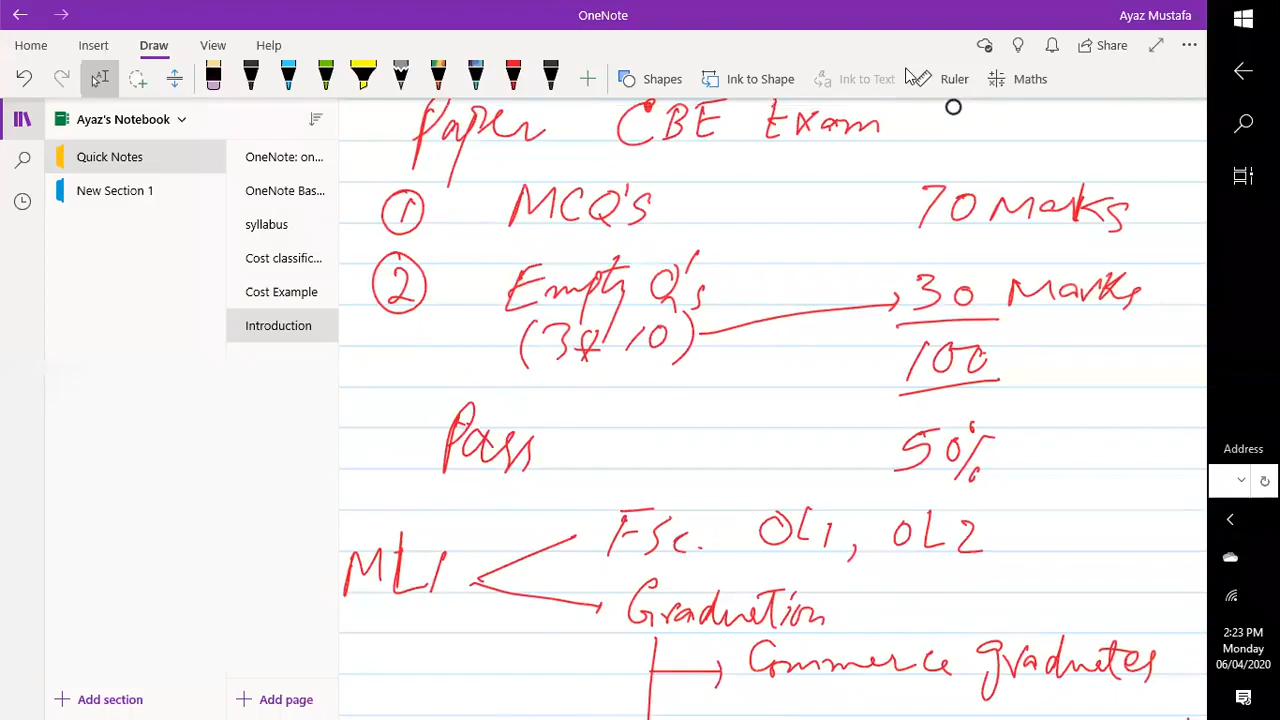 OneNote
Ayaz Mustafa
Home Insert Draw View Help
Share
Shapes Ink to Shape Ink to Text Ruler Maths
Ayaz's Notebook
Quick Notes
New Section 1
OneNote: on...
OneNote Bas...
syllabus
Cost classific...
Cost Example
Introduction
Add section
Add page
Paper CBE Exam
1 MCQ's 70 Marks
2 Empty Q's 30 Marks
100
Pass 50%
FSc. OL1, OL2
ML1
Graduation
Commerce graduates
Address
2:23 PM
Monday
06/04/2020